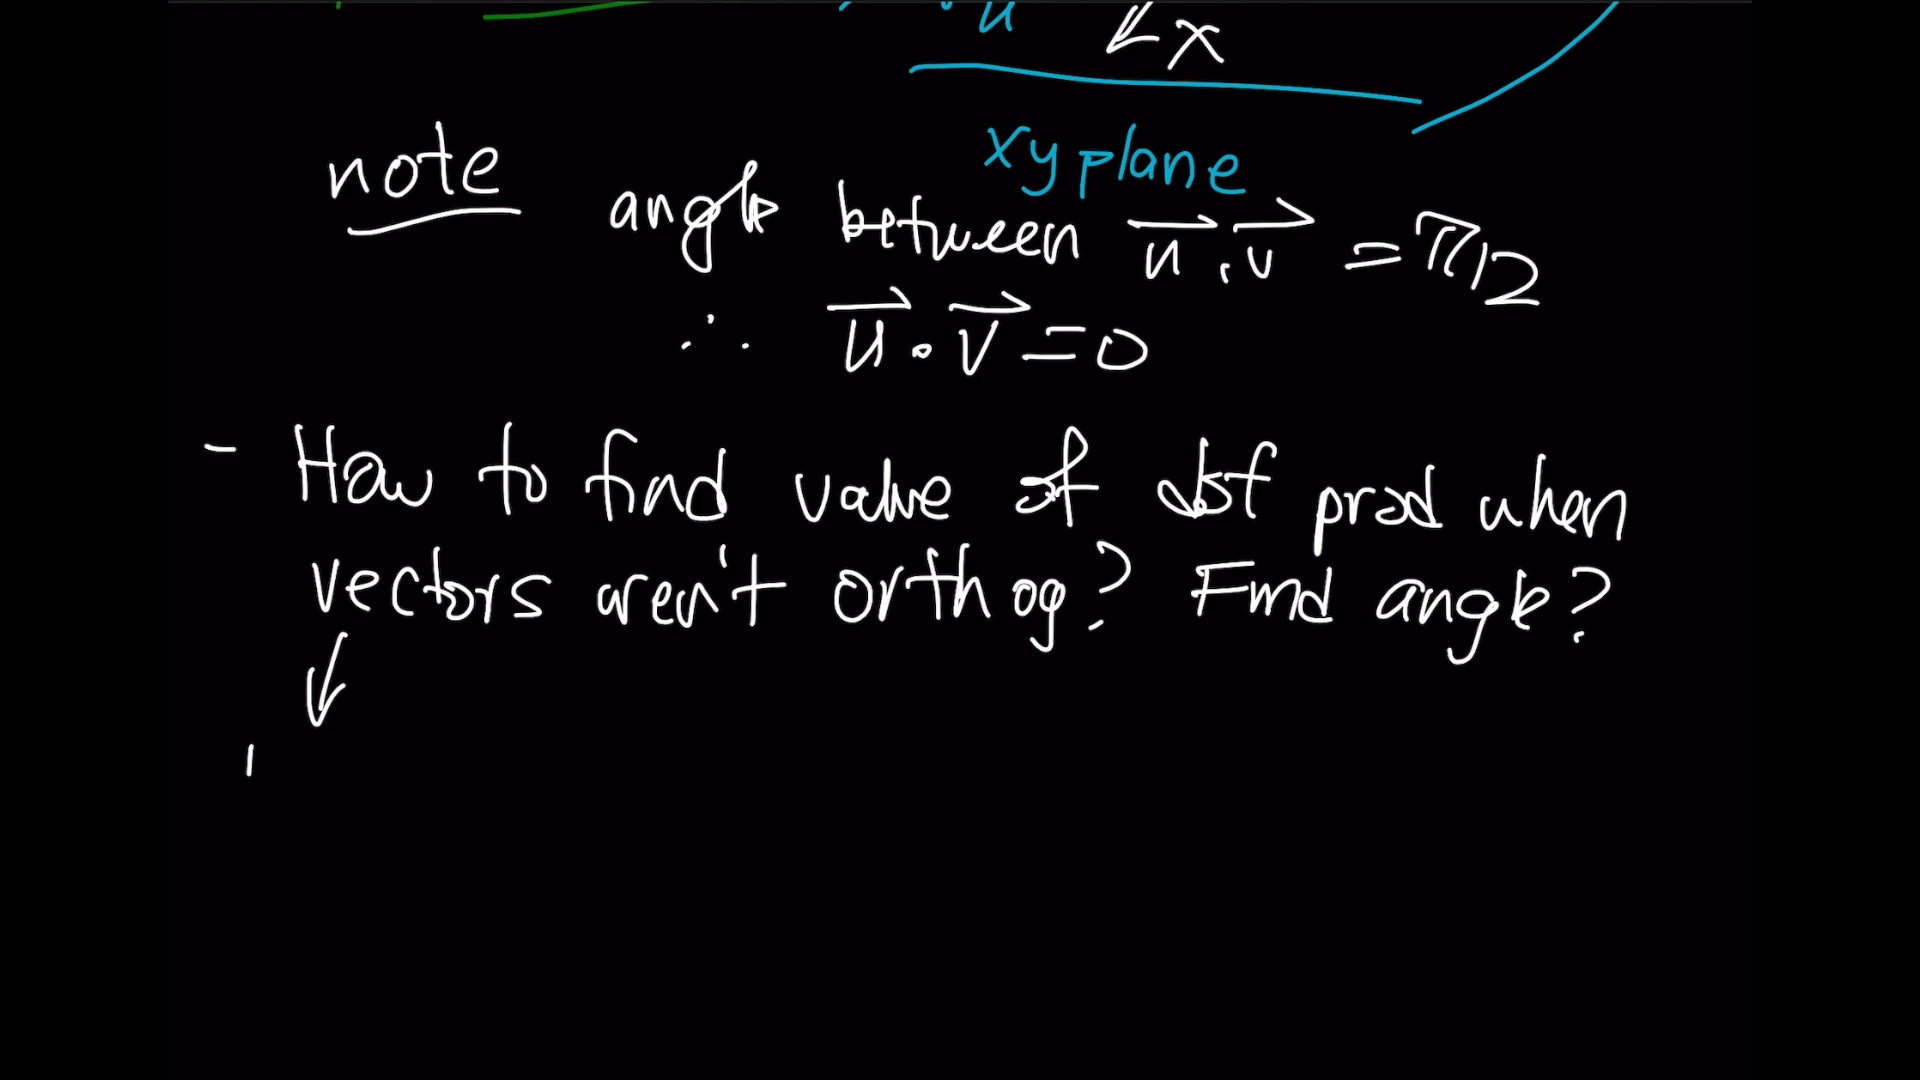 u x
xy plane
note angle between u, v = π/2
∴ u · v = 0
- How to find value of dot prod when
vectors aren't orthog? Find angle?